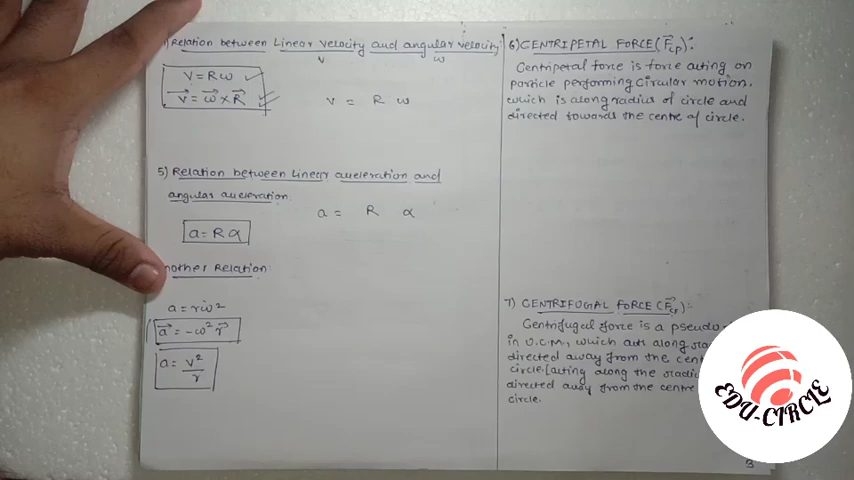 ) Relation between Linear velocity and angular velocity:
v ω
V = Rω
v⃗ = ω⃗ × R⃗
v = R ω
5) Relation between Linear acceleration and
angular acceleration
a = R α
a = Rα
nother Relation:
a = rω²
a⃗ = -ω² r⃗
a = v²/r
6) CENTRIPETAL FORCE (F⃗cp):
Centripetal force is force acting on
particle performing Circular motion,
which is along radius of circle and
directed towards the centre of circle.
7) CENTRIFUGAL FORCE (F⃗cf):-
Centrifugal force is a pseudo
in U.C.M., which acts along
directed away from the cent
circle. [acting along the radi
directed away from the centre
circle.
3
EDU-CIRCLE